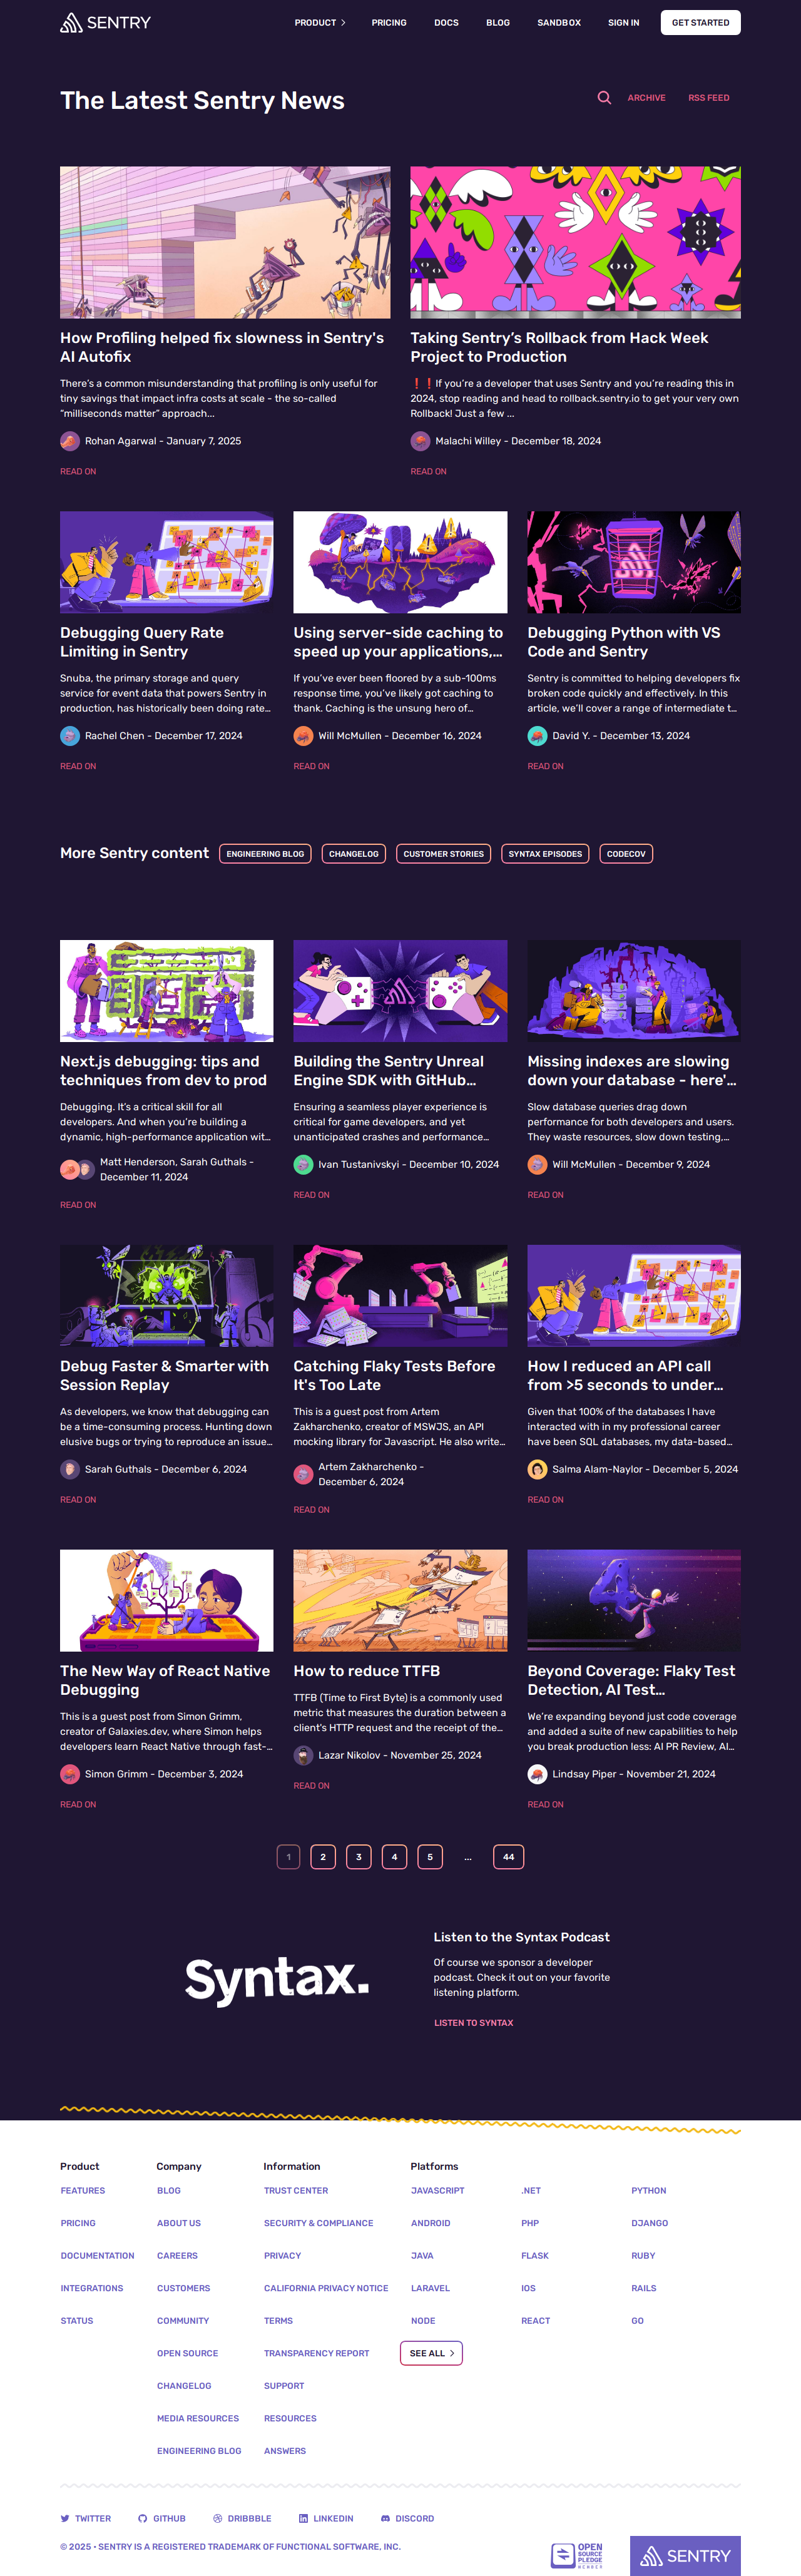 SENTRY
PRODUCT
PRICING
DOCS
BLOG
SANDBOX
SIGN IN
GET STARTED
The Latest Sentry News
ARCHIVE
RSS FEED
How Profiling helped fix slowness in Sentry's
AI Autofix
There's a common misunderstanding that profiling is only useful for
tiny savings that impact infra costs at scale - the so-called
"milliseconds matter" approach...
Rohan Agarwal - January 7, 2025
READ ON
Taking Sentry's Rollback from Hack Week
Project to Production
❗❗If you're a developer that uses Sentry and you're reading this in
2024, stop reading and head to rollback.sentry.io to get your very own
Rollback! Just a few ...
Malachi Willey - December 18, 2024
READ ON
Debugging Query Rate
Limiting in Sentry
Snuba, the primary storage and query
service for event data that powers Sentry in
production, has historically been doing rate...
Rachel Chen - December 17, 2024
READ ON
Using server-side caching to
speed up your applications,...
If you've ever been floored by a sub-100ms
response time, you've likely got caching to
thank. Caching is the unsung hero of...
Will McMullen - December 16, 2024
READ ON
Debugging Python with VS
Code and Sentry
Sentry is committed to helping developers fix
broken code quickly and effectively. In this
article, we'll cover a range of intermediate t...
David Y. - December 13, 2024
READ ON
More Sentry content
ENGINEERING BLOG
CHANGELOG
CUSTOMER STORIES
SYNTAX EPISODES
CODECOV
Next.js debugging: tips and
techniques from dev to prod
Debugging. It's a critical skill for all
developers. And when you're building a
dynamic, high-performance application wit...
Matt Henderson, Sarah Guthals -
December 11, 2024
READ ON
Building the Sentry Unreal
Engine SDK with GitHub...
Ensuring a seamless player experience is
critical for game developers, and yet
unanticipated crashes and performance...
Ivan Tustanivskyi - December 10, 2024
READ ON
Missing indexes are slowing
down your database - here'...
Slow database queries drag down
performance for both developers and users.
They waste resources, slow down testing,...
Will McMullen - December 9, 2024
READ ON
Debug Faster & Smarter with
Session Replay
As developers, we know that debugging can
be a time-consuming process. Hunting down
elusive bugs or trying to reproduce an issue...
Sarah Guthals - December 6, 2024
READ ON
Catching Flaky Tests Before
It's Too Late
This is a guest post from Artem
Zakharchenko, creator of MSWJS, an API
mocking library for Javascript. He also write...
Artem Zakharchenko -
December 6, 2024
READ ON
How I reduced an API call
from >5 seconds to under...
Given that 100% of the databases I have
interacted with in my professional career
have been SQL databases, my data-based...
Salma Alam-Naylor - December 5, 2024
READ ON
The New Way of React Native
Debugging
This is a guest post from Simon Grimm,
creator of Galaxies.dev, where Simon helps
developers learn React Native through fast-...
Simon Grimm - December 3, 2024
READ ON
How to reduce TTFB
TTFB (Time to First Byte) is a commonly used
metric that measures the duration between a
client's HTTP request and the receipt of the...
Lazar Nikolov - November 25, 2024
READ ON
Beyond Coverage: Flaky Test
Detection, AI Test...
We're expanding beyond just code coverage
and added a suite of new capabilities to help
you break production less: AI PR Review, AI...
Lindsay Piper - November 21, 2024
READ ON
1
2
3
4
5
...
44
Syntax.
Listen to the Syntax Podcast
Of course we sponsor a developer
podcast. Check it out on your favorite
listening platform.
LISTEN TO SYNTAX
Product
FEATURES
PRICING
DOCUMENTATION
INTEGRATIONS
STATUS
Company
BLOG
ABOUT US
CAREERS
CUSTOMERS
COMMUNITY
OPEN SOURCE
CHANGELOG
MEDIA RESOURCES
ENGINEERING BLOG
Information
TRUST CENTER
SECURITY & COMPLIANCE
PRIVACY
CALIFORNIA PRIVACY NOTICE
TERMS
TRANSPARENCY REPORT
SUPPORT
RESOURCES
ANSWERS
Platforms
JAVASCRIPT
ANDROID
JAVA
LARAVEL
NODE
.NET
PHP
FLASK
IOS
REACT
PYTHON
DJANGO
RUBY
RAILS
GO
SEE ALL
TWITTER
GITHUB
DRIBBBLE
LINKEDIN
DISCORD
© 2025 • SENTRY IS A REGISTERED TRADEMARK OF FUNCTIONAL SOFTWARE, INC.
OPEN
SOURCE
PLEDGE
MEMBER
SENTRY